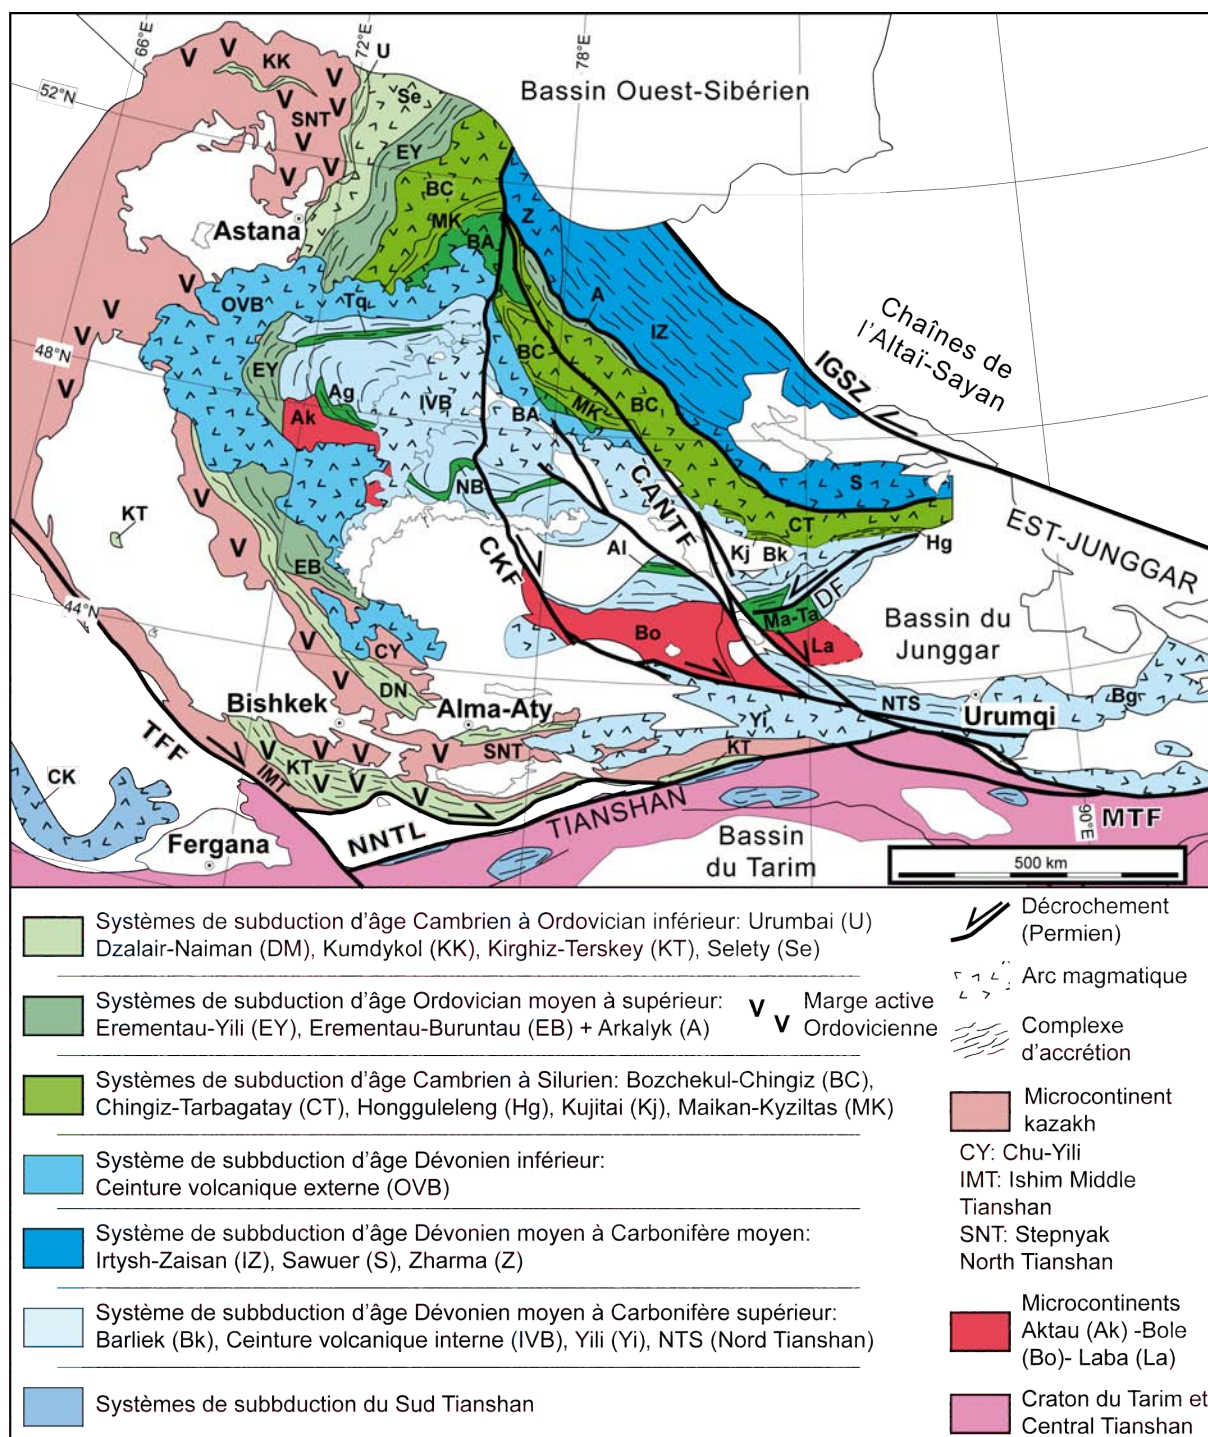 66°E
72°E
U
78°E
KK
52°N
Se
Bassin Ouest-Sibérien
SNT
EY
BC
MK
Z
Astana
BA
OVB
Tq
A
IZ
Chaînes de
l'Altaï-Sayan
48°N
EY
BC
IGSZ
Ag
IVB
MK
BC
Ak
BA
NB
CANTF
S
KT
CT
EST-JUNGGAR
Al
Kj
Bk
Hg
CKF
EB
DF
44°N
Ma-Ta
Bassin du
Junggar
Bo
La
CY
DN
NTS
Bg
Bishkek
Alma-Aty
Yi
Urumqi
TFF
SNT
KT
CK
IMT
KT
TIANSHAN
90°E
MTF
Fergana
NNTL
Bassin
du Tarim
500 km
Systèmes de subduction d'âge Cambrien à Ordovician inférieur: Urumbai (U)
Dzalair-Naiman (DM), Kumdykol (KK), Kirghiz-Terskey (KT), Selety (Se)
Systèmes de subduction d'âge Ordovician moyen à supérieur:
Erementau-Yili (EY), Erementau-Buruntau (EB) + Arkalyk (A)
Marge active
Ordovicienne
Systèmes de subduction d'âge Cambrien à Silurien: Bozchekul-Chingiz (BC),
Chingiz-Tarbagatay (CT), Hongguleleng (Hg), Kujitai (Kj), Maikan-Kyziltas (MK)
Système de subbduction d'âge Dévonien inférieur:
Ceinture volcanique externe (OVB)
Système de subbduction d'âge Dévonien moyen à Carbonifère moyen:
Irtysh-Zaisan (IZ), Sawuer (S), Zharma (Z)
Système de subbduction d'âge Dévonien moyen à Carbonifère supérieur:
Barliek (Bk), Ceinture volcanique interne (IVB), Yili (Yi), NTS (Nord Tianshan)
Systèmes de subbduction du Sud Tianshan
Décrochement
(Permien)
Arc magmatique
Complexe
d'accrétion
Microcontinent
kazakh
CY: Chu-Yili
IMT: Ishim Middle
Tianshan
SNT: Stepnyak
North Tianshan
Microcontinents
Aktau (Ak) -Bole
(Bo)- Laba (La)
Craton du Tarim et
Central Tianshan